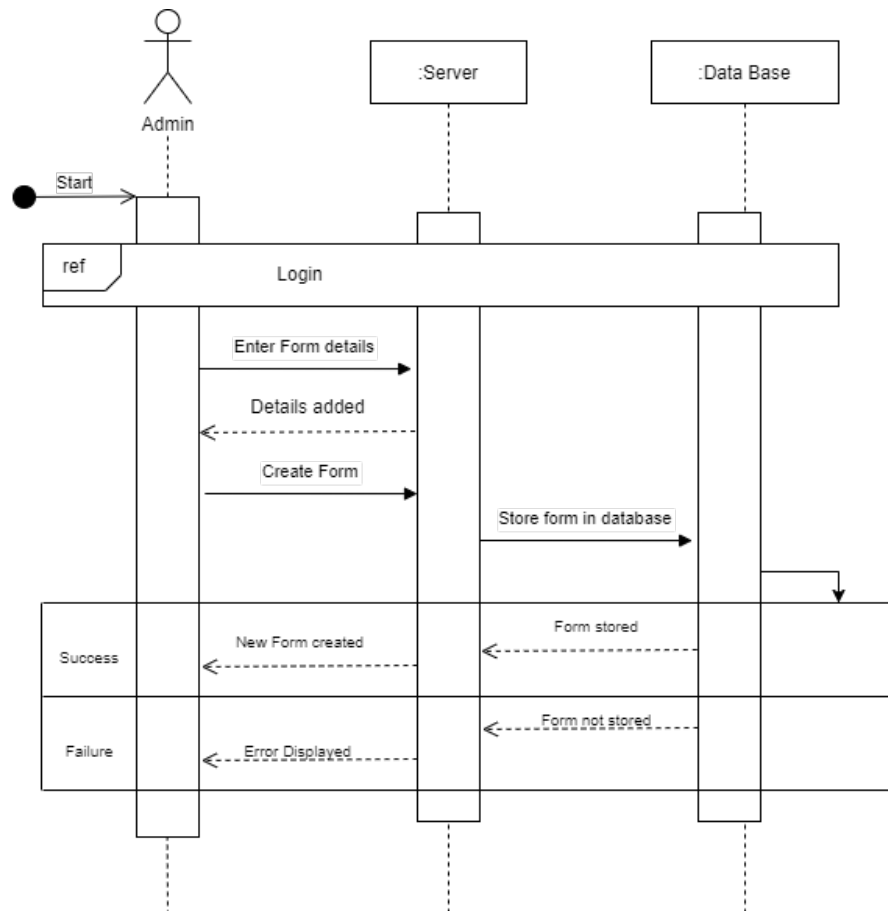 :Server
:Data Base
Admin
Start
ref
Login
Enter Form details
Details added
Create Form
Store form in database
Form stored
New Form created
Success
Form not stored
Failure
Error Displayed